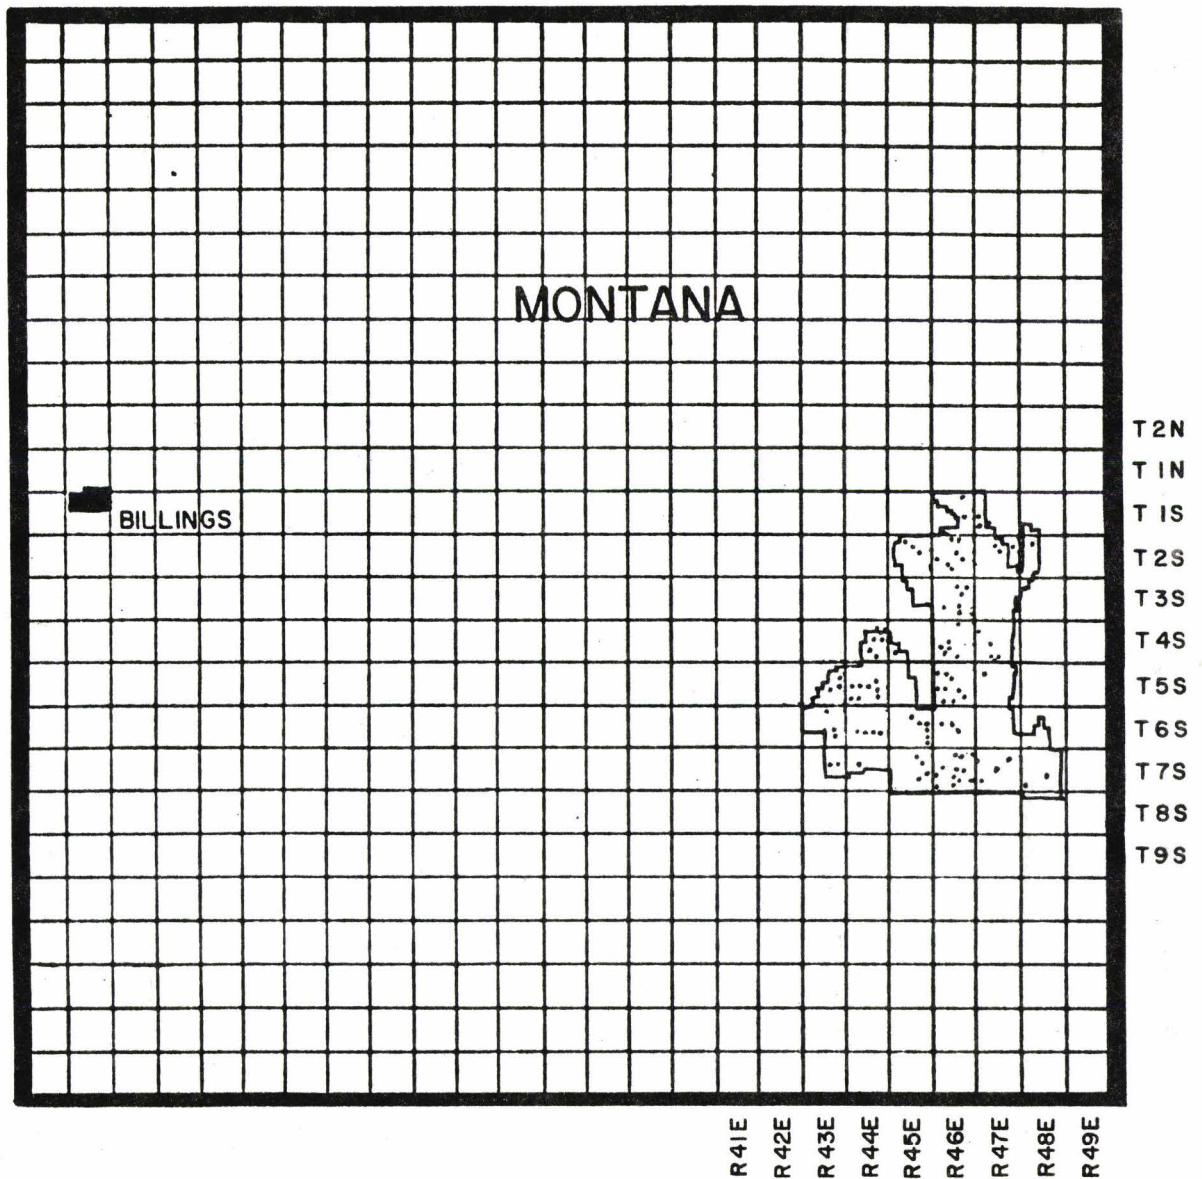 MONTANA
T2N
T1N
BILLINGS
T1S
T2S
T3S
T4S
T5S
T6S
T7S
T8S
T9S
R41E
R42E
R43E
R44E
R45E
R46E
R47E
R48E
R49E